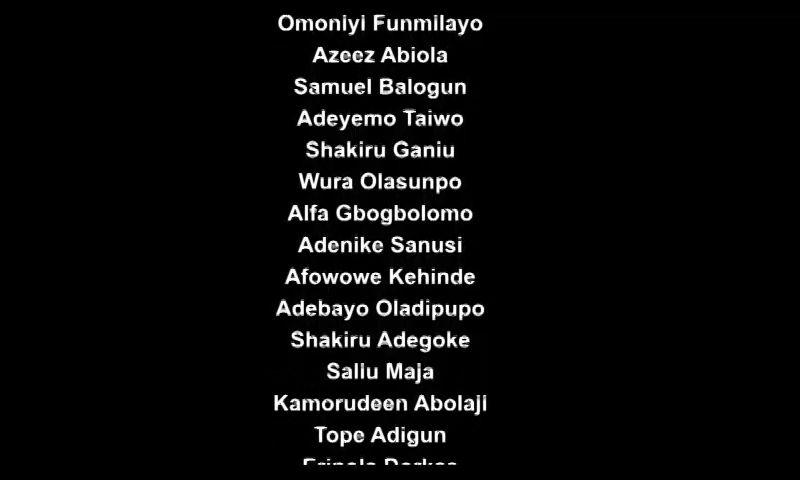 Omoniyi Funmilayo
Azeez Abiola
Samuel Balogun
Adeyemo Taiwo
Shakiru Ganiu
Wura Olasunpo
Alfa Gbogbolomo
Adenike Sanusi
Afowowe Kehinde
Adebayo Oladipupo
Shakiru Adegoke
Saliu Maja
Kamorudeen Abolaji
Tope Adigun